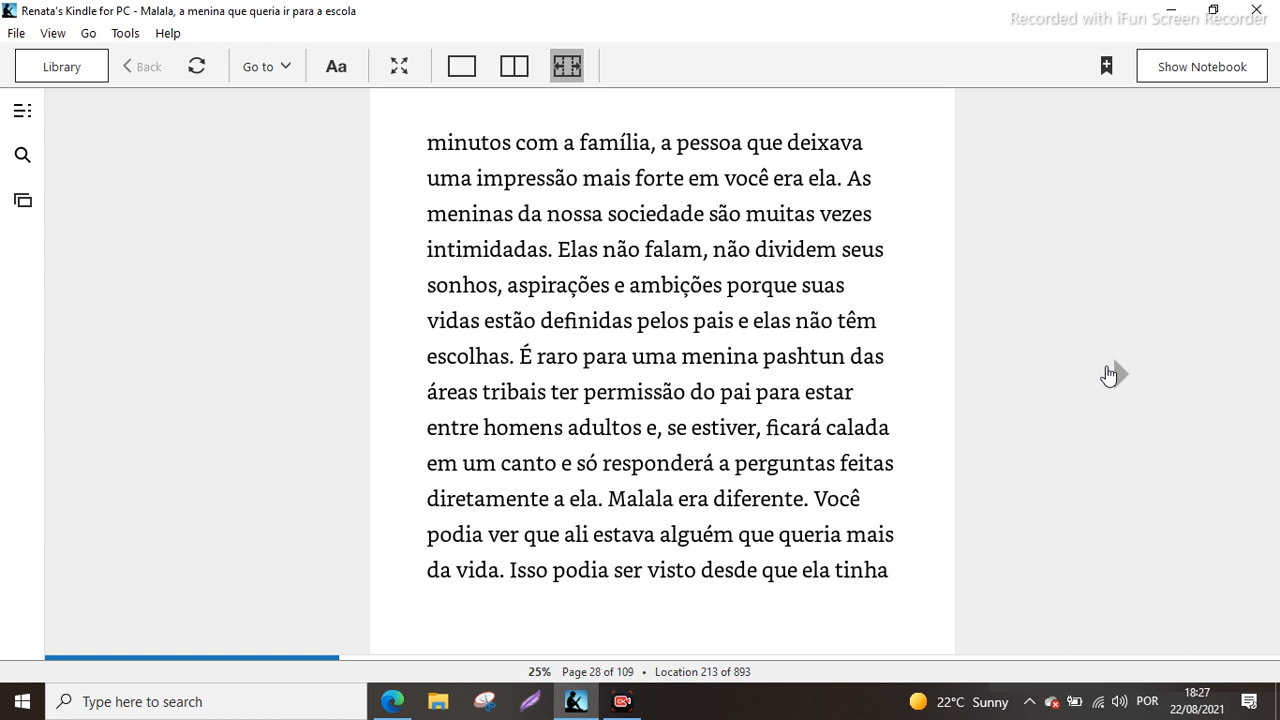 Renata's Kindle for PC - Malala, a menina que queria ir para a escola
Recorded with iFun Screen Recorder
File View Go Tools Help
Library Back Go to Aa Show Notebook
minutos com a família, a pessoa que deixava
uma impressão mais forte em você era ela. As
meninas da nossa sociedade são muitas vezes
intimidadas. Elas não falam, não dividem seus
sonhos, aspirações e ambições porque suas
vidas estão definidas pelos pais e elas não têm
escolhas. É raro para uma menina pashtun das
áreas tribais ter permissão do pai para estar
entre homens adultos e, se estiver, ficará calada
em um canto e só responderá a perguntas feitas
diretamente a ela. Malala era diferente. Você
podia ver que ali estava alguém que queria mais
da vida. Isso podia ser visto desde que ela tinha
25% Page 28 of 109 • Location 213 of 893
Type here to search 22°C Sunny POR 18:27
22/08/2021